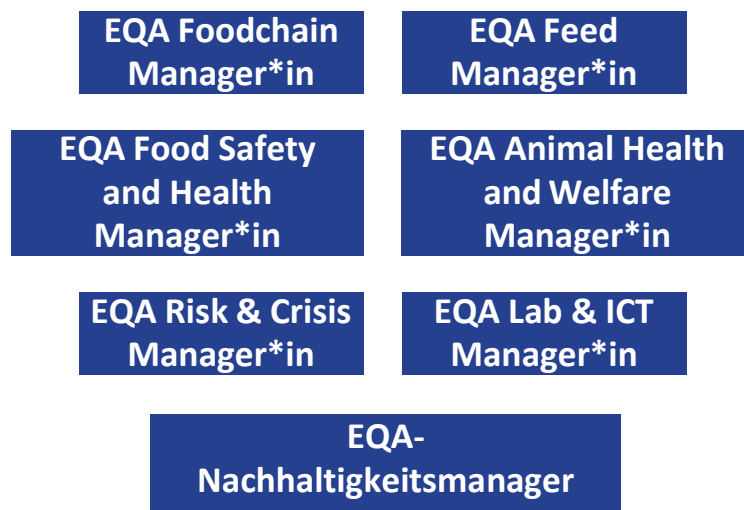 EQA Foodchain
Manager*in
EQA Feed
Manager*in
EQA Food Safety
and Health
Manager*in
EQA Animal Health
and Welfare
Manager*in
EQA Risk & Crisis
Manager*in
EQA Lab & ICT
Manager*in
EQA-
Nachhaltigkeitsmanager